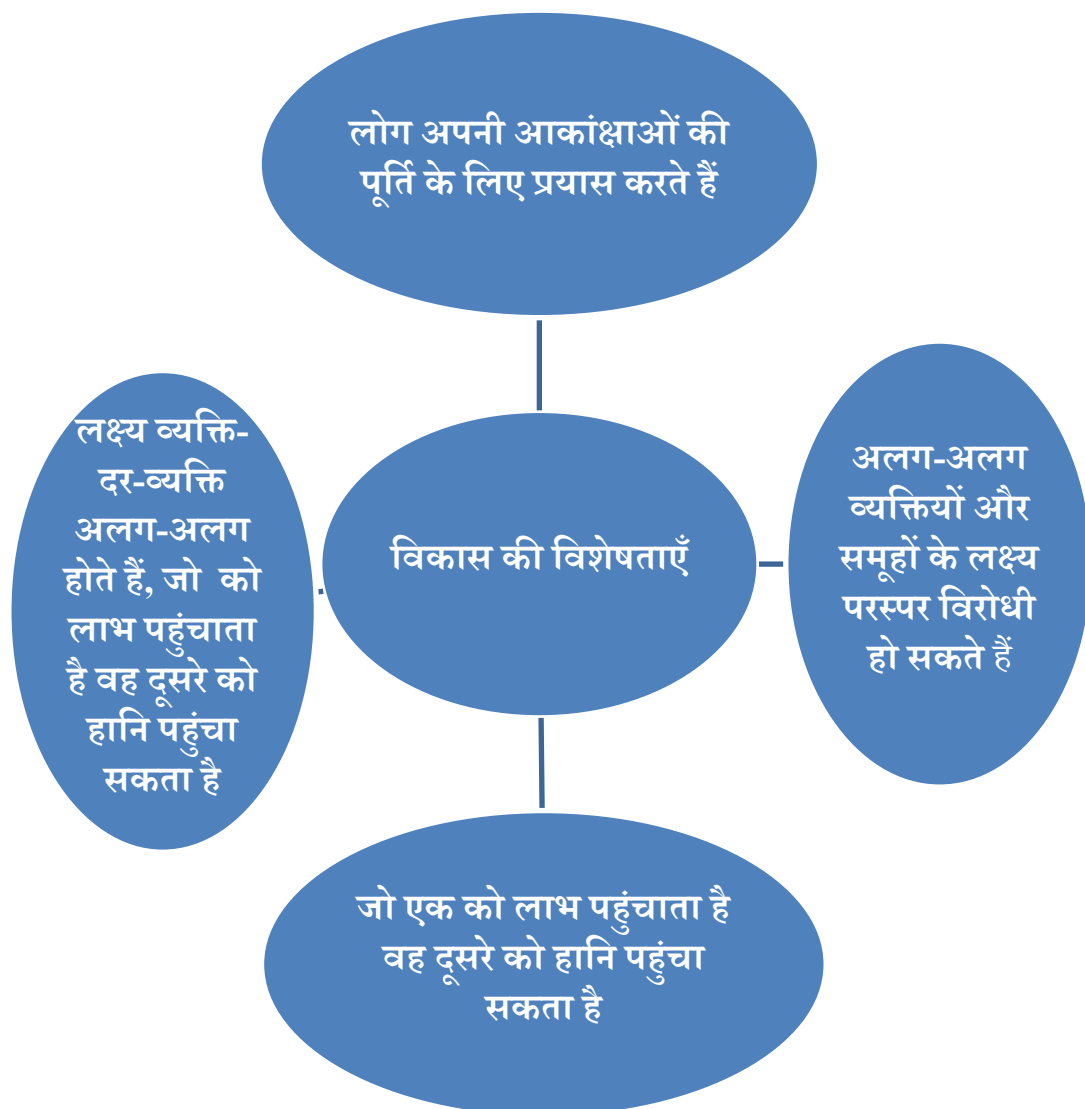 लोग अपनी आकांक्षाओं की
पूर्ति के लिए प्रयास करते हैं
लक्ष्य व्यक्ति-
दर-व्यक्ति
अलग-अलग
होते हैं, जो को
लाभ पहुंचाता
है वह दूसरे को
हानि पहुंचा
सकता है
विकास की विशेषताएँ
अलग-अलग
व्यक्तियों और
समूहों के लक्ष्य
परस्पर विरोधी
हो सकते हैं
जो एक को लाभ पहुंचाता है
वह दूसरे को हानि पहुंचा
सकता है